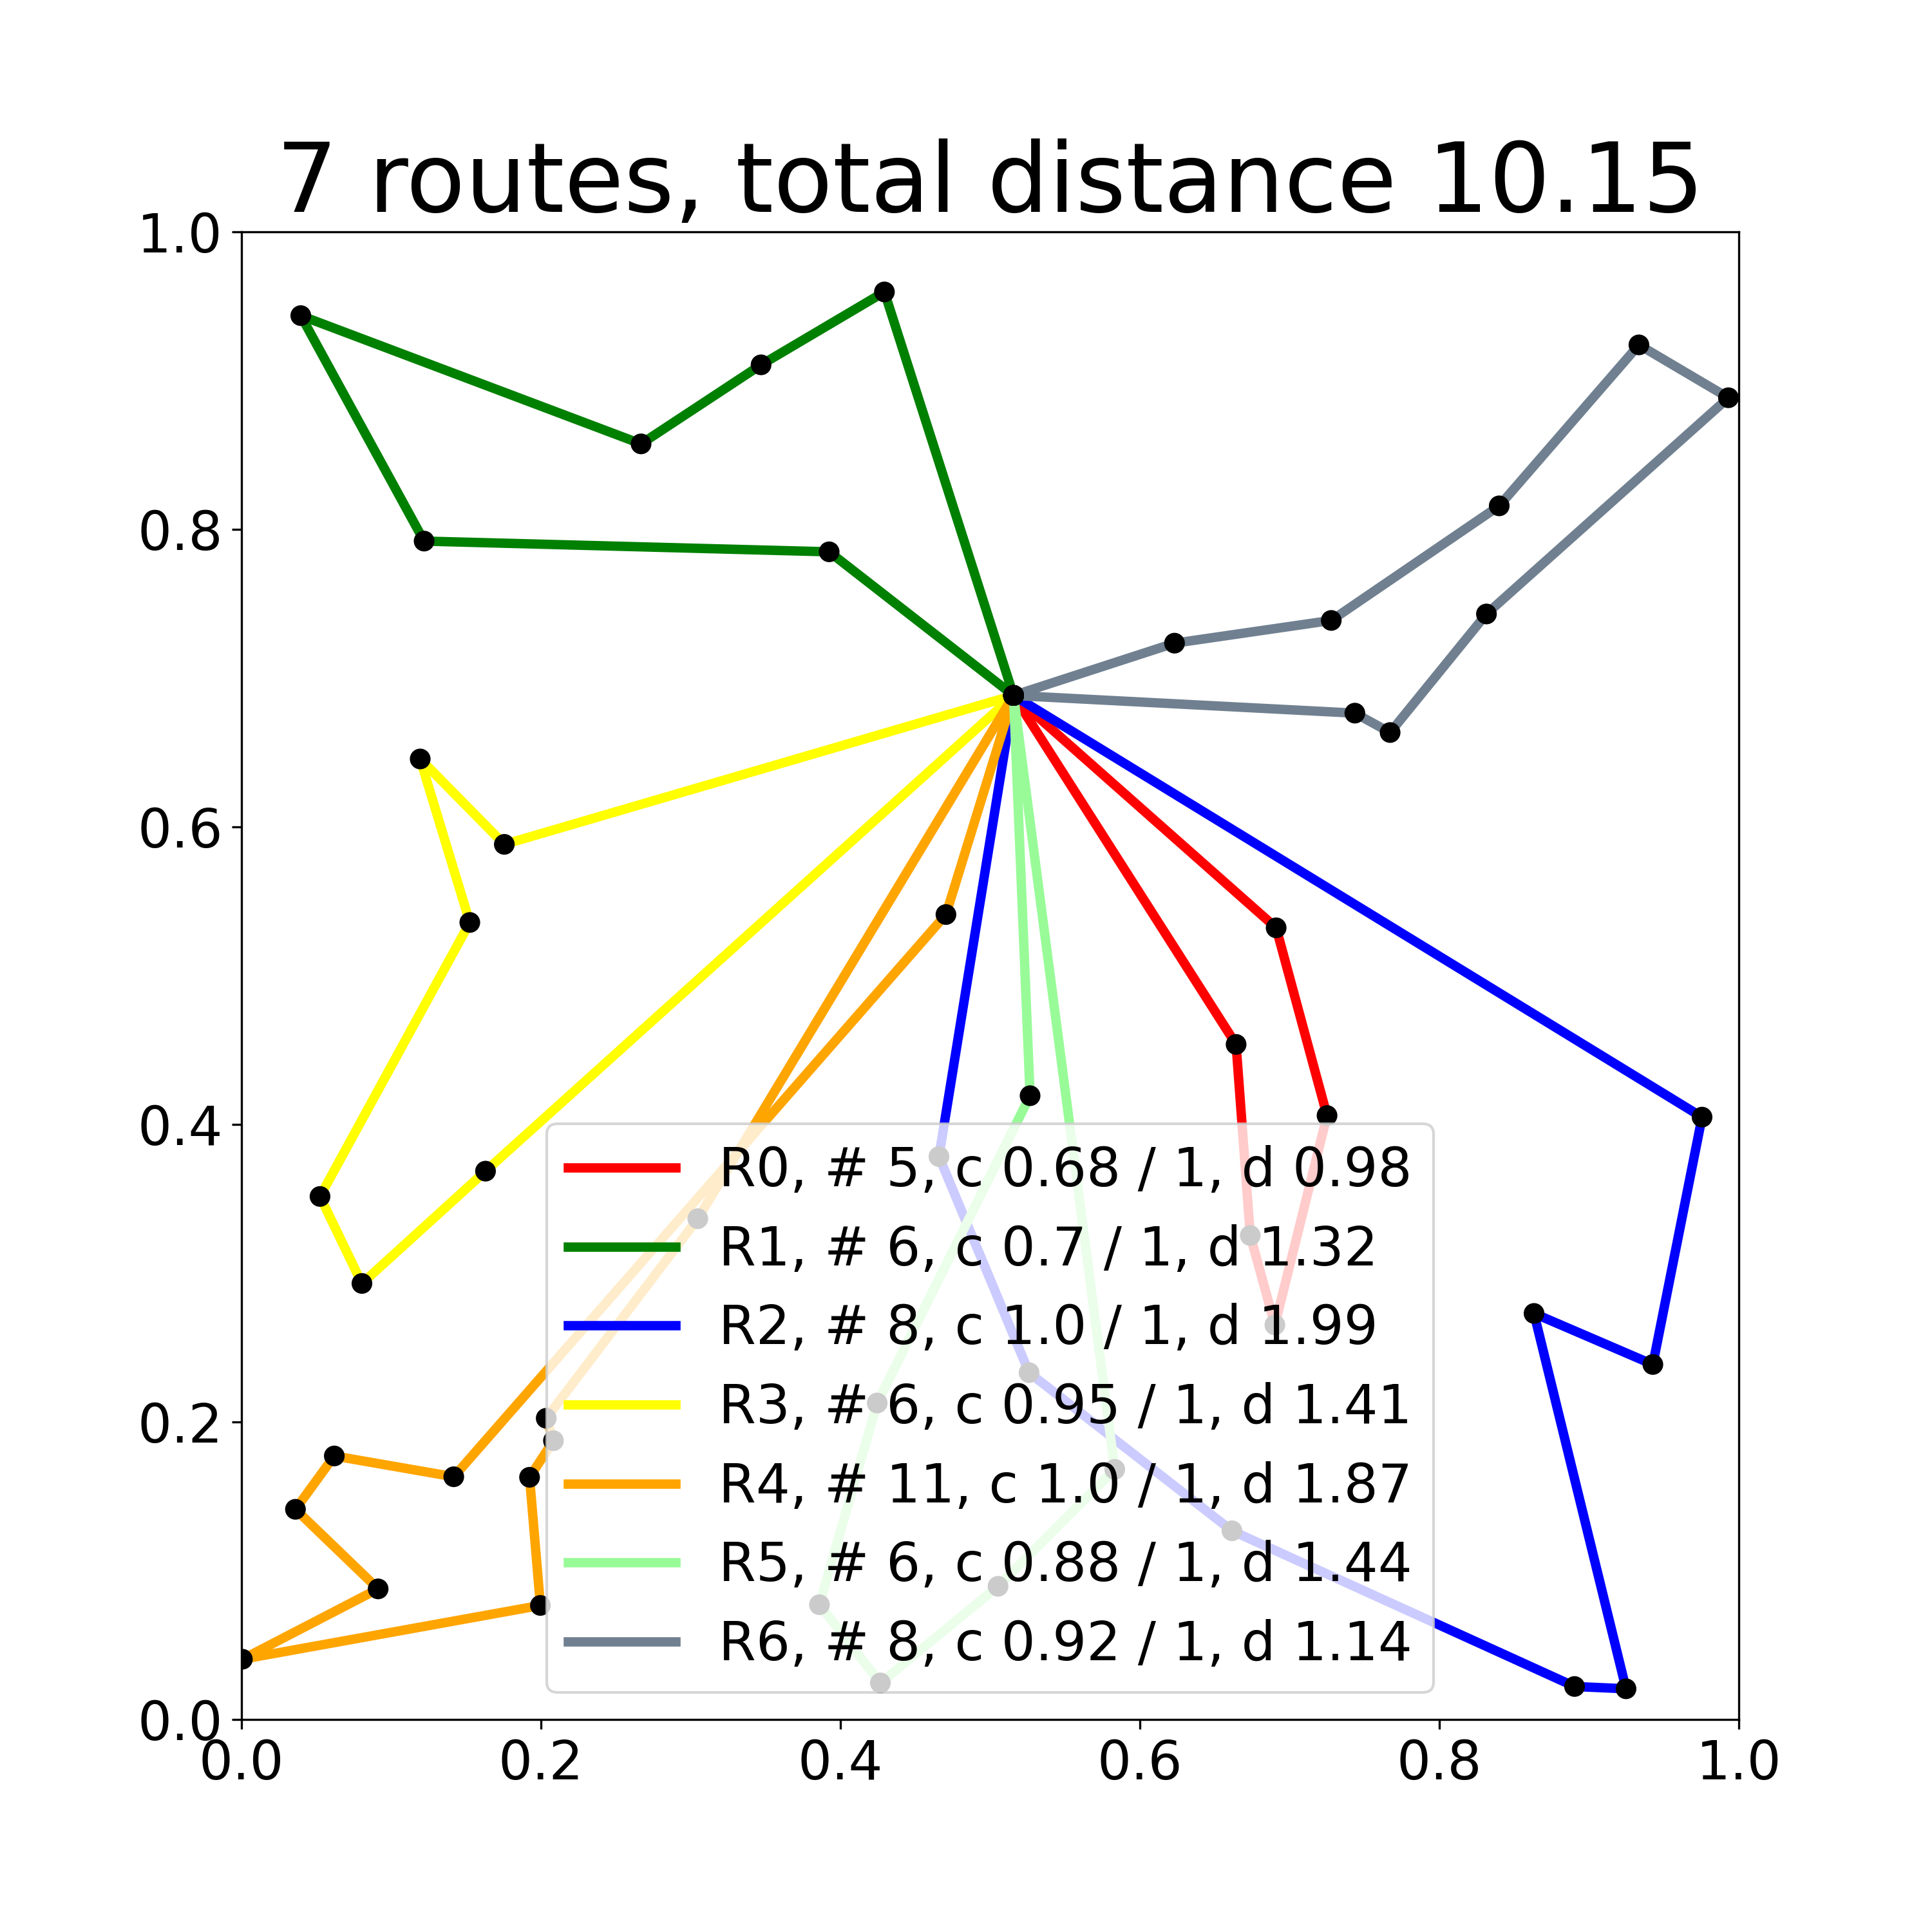 7 routes, total distance 10.15
1.0
0.8
0.6
0.4
0.2
0.0
R0, # 5, c 0.68 / 1, d 0.98
R1, # 6, c 0.7 / 1, d 1.32
R2, # 8, c 1.0 / 1, d 1.99
R3, # 6, c 0.95 / 1, d 1.41
R4, # 11, c 1.0 / 1, d 1.87
R5, # 6, c 0.88 / 1, d 1.44
R6, # 8, c 0.92 / 1, d 1.14
0.0 0.2 0.4 0.6 0.8 1.0